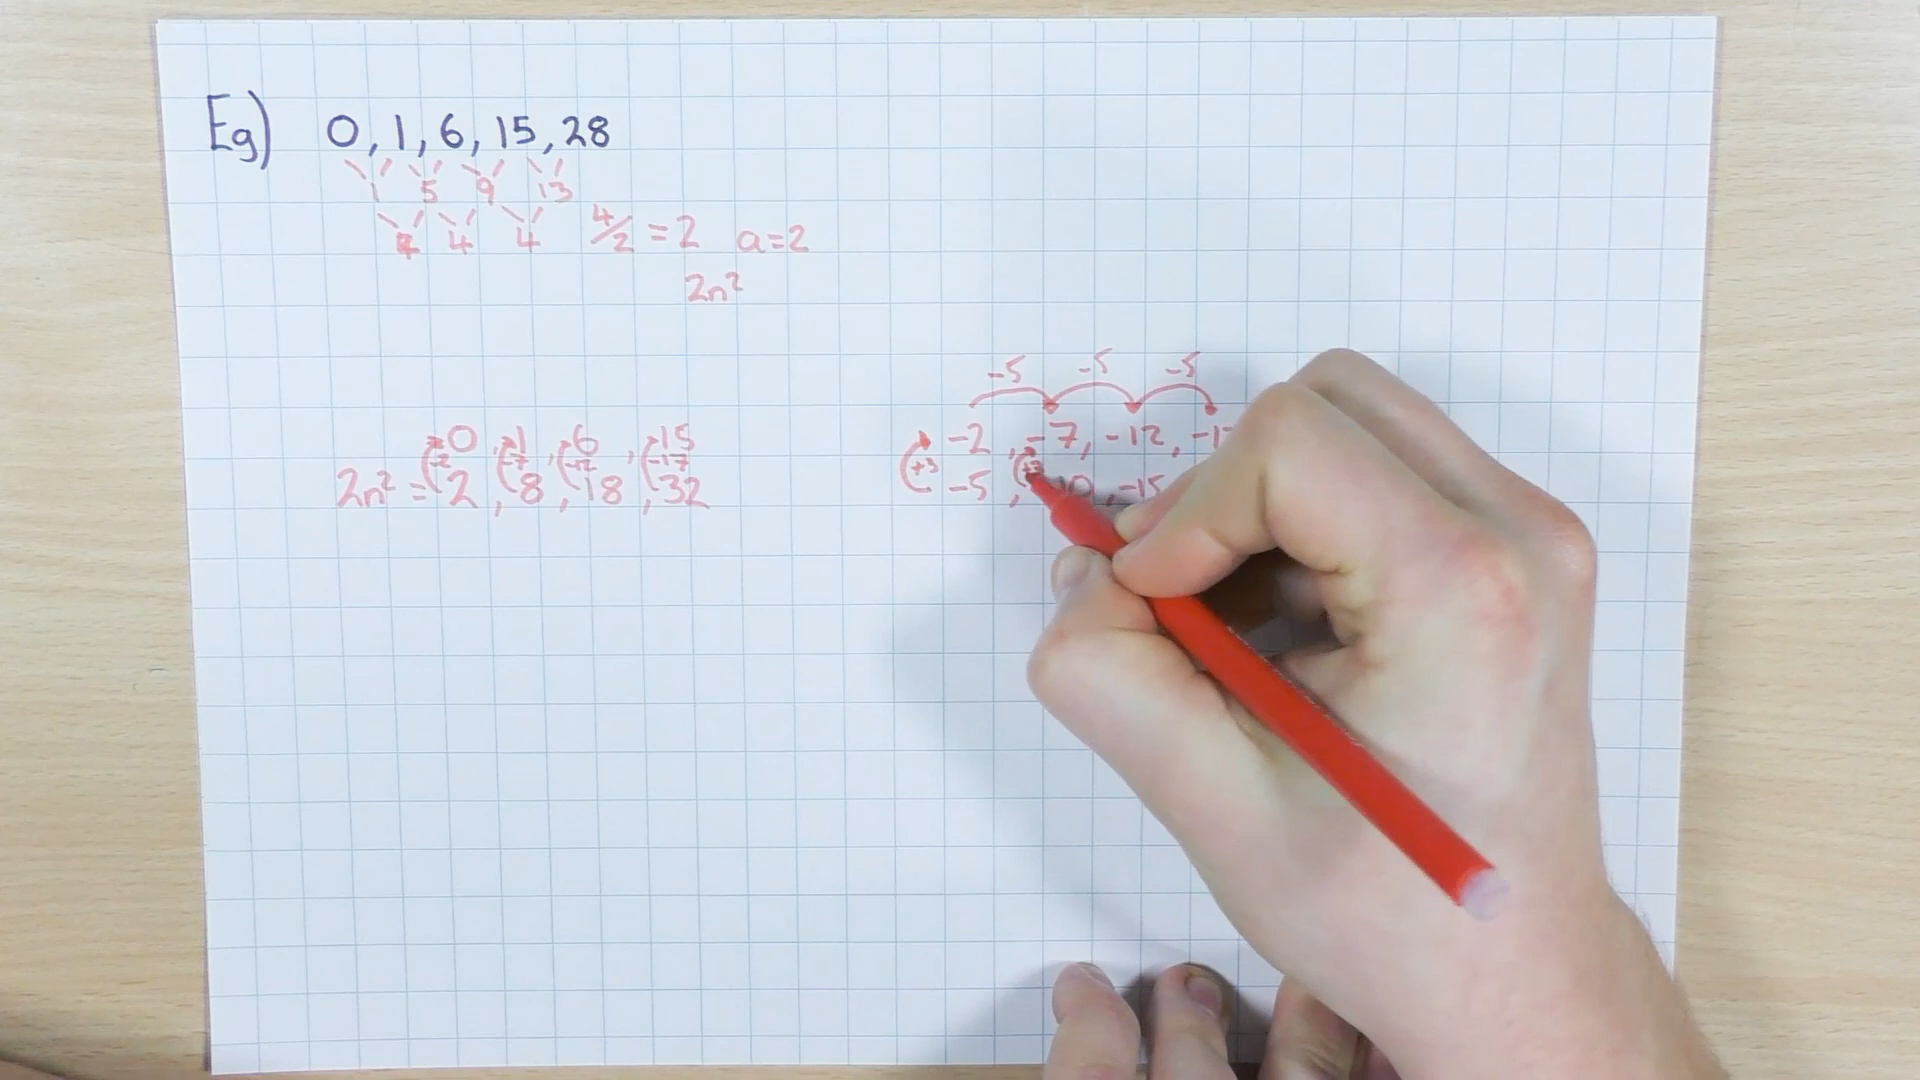 Eg) 0, 1, 6, 15, 28
1 5 9 13
4 4 4 4/2 = 2 a=2
2n²
-5 -5 -5
0, 1, 6, 15
-2 -7 -12 -17
2n² = 2, 8, 18, 32
-2, -7, -12,
+3 +3
-5, -10, -15